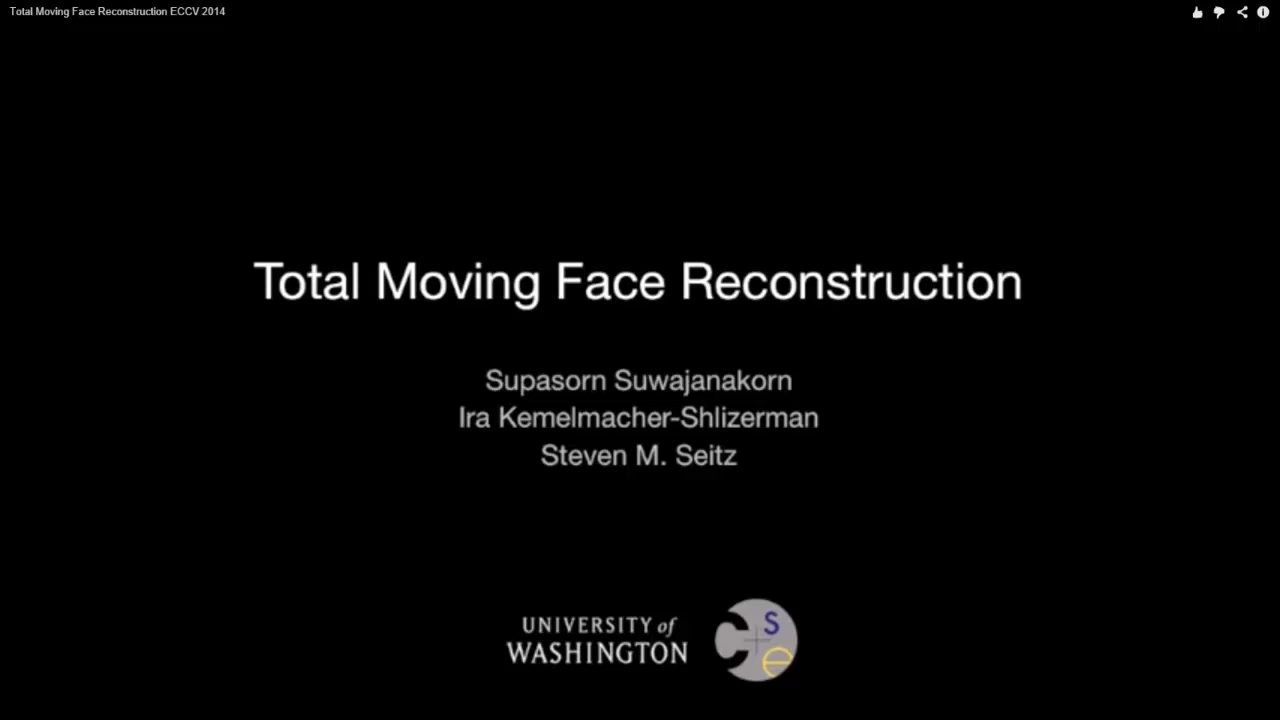 Total Moving Face Reconstruction ECCV 2014
Total Moving Face Reconstruction
Supasorn Suwajanakorn
Ira Kemelmacher-Shlizerman
Steven M. Seitz
UNIVERSITY of
WASHINGTON
c s e